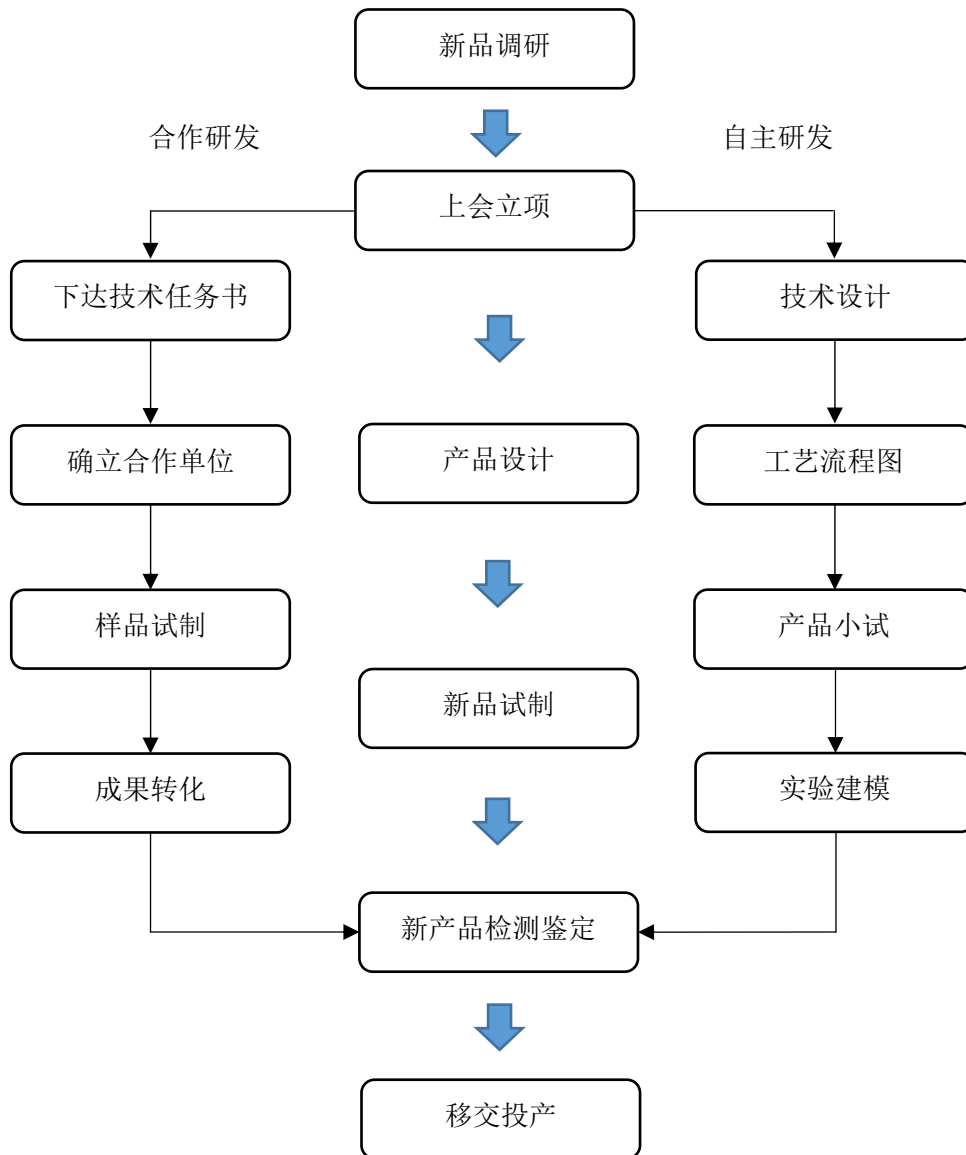 新品调研
合作研发
自主研发
上会立项
下达技术任务书
技术设计
确立合作单位
产品设计
工艺流程图
样品试制
产品小试
新品试制
成果转化
实验建模
新产品检测鉴定
移交投产